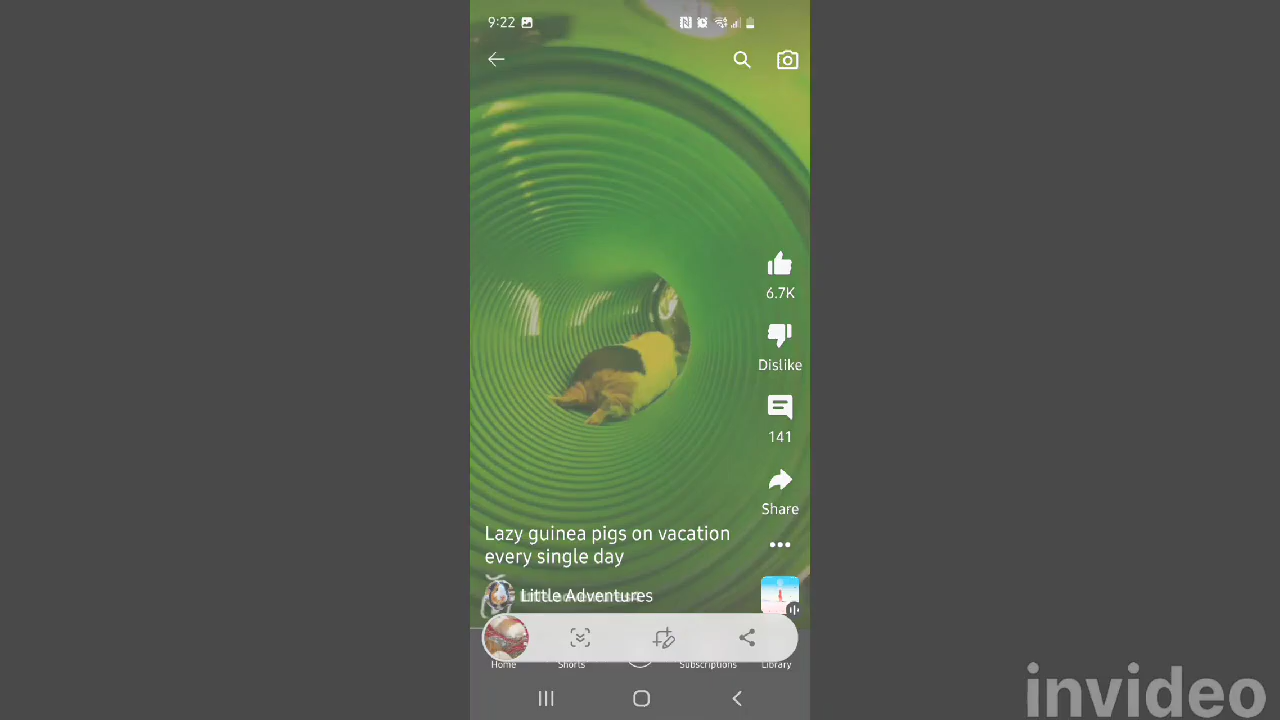 9:22
6.7K
Dislike
141
Share
Lazy guinea pigs on vacation
every single day
Little Adventures
Home
Shorts
Subscriptions
Library
invideo